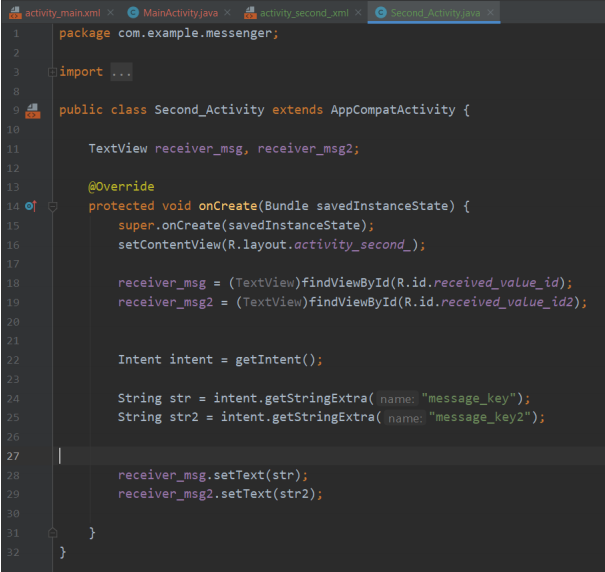 activity_main.xml × MainActivity.java × activity_second_.xml × Second_Activity.java ×
1 package com.example.messenger;
2
3 import ...
8
9 public class Second_Activity extends AppCompatActivity {
10
11 TextView receiver_msg, receiver_msg2;
12
13 @Override
14 protected void onCreate(Bundle savedInstanceState) {
15 super.onCreate(savedInstanceState);
16 setContentView(R.layout.activity_second_);
17
18 receiver_msg = (TextView)findViewById(R.id.received_value_id);
19 receiver_msg2 = (TextView)findViewById(R.id.received_value_id2);
20
21
22 Intent intent = getIntent();
23
24 String str = intent.getStringExtra( name: "message_key");
25 String str2 = intent.getStringExtra( name: "message_key2");
26
27
28 receiver_msg.setText(str);
29 receiver_msg2.setText(str2);
30
31 }
32 }